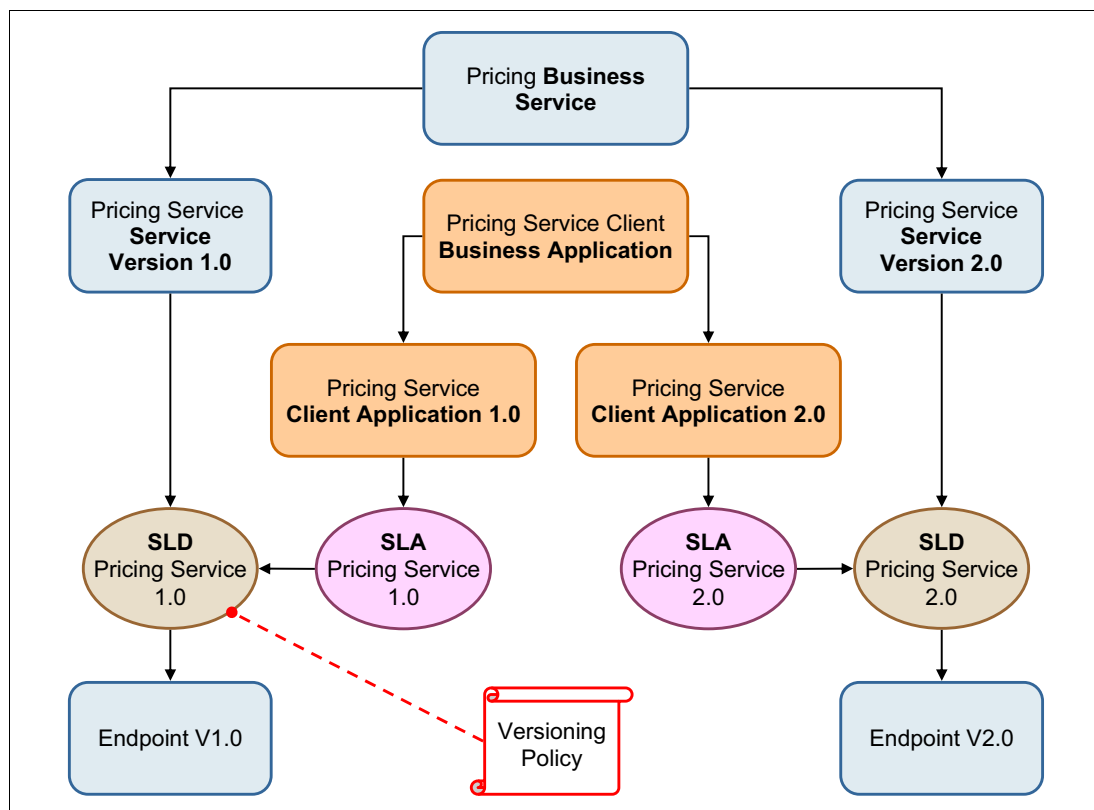 Pricing Business
Service
Pricing Service
Service
Version 1.0
Pricing Service Client
Business Application
Pricing Service
Service
Version 2.0
Pricing Service
Client Application 1.0
Pricing Service
Client Application 2.0
SLD
Pricing Service
1.0
SLA
Pricing Service
1.0
SLA
Pricing Service
2.0
SLD
Pricing Service
2.0
Endpoint V1.0
Versioning
Policy
Endpoint V2.0